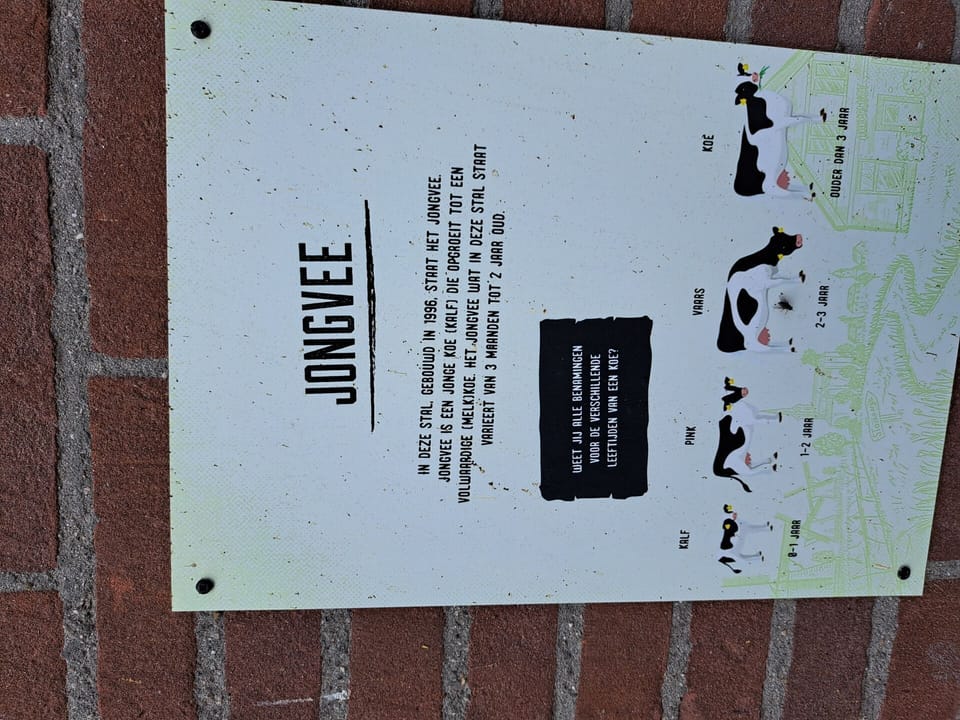 JONGVEE
IN DEZE STAL, GEBOUWD IN 1996, STAAT HET JONGVEE.
JONGVEE IS EEN JONGE KOE (KALF) DIE OPGROEIT TOT EEN
VOLWAARDIGE (MELK)KOE. HET JONGVEE WAT IN DEZE STAL STAAT
VARIEERT VAN 3 MAANDEN TOT 2 JAAR OUD.
WEET JIJ ALLE BENAMINGEN
VOOR DE VERSCHILLENDE
LEEFTIJDEN VAN EEN KOE?
KALF
PINK
VAARS
KOE
0-1 JAAR
1-2 JAAR
2-3 JAAR
OUDER DAN 3 JAAR